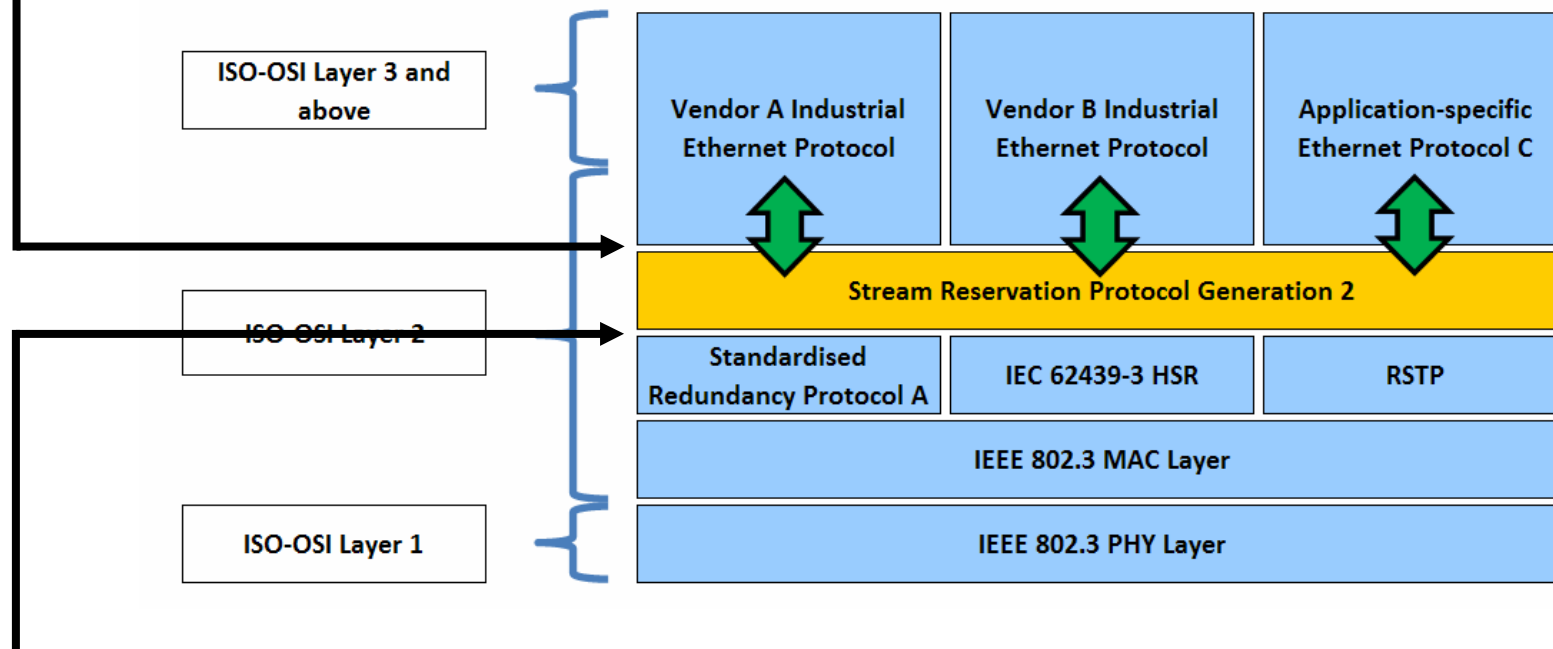 ISO-OSI Layer 3 and
above
Vendor A Industrial
Ethernet Protocol
Vendor B Industrial
Ethernet Protocol
Application-specific
Ethernet Protocol C
Stream Reservation Protocol Generation 2
ISO-OSI Layer 2
Standardised
Redundancy Protocol A
IEC 62439-3 HSR
RSTP
IEEE 802.3 MAC Layer
ISO-OSI Layer 1
IEEE 802.3 PHY Layer